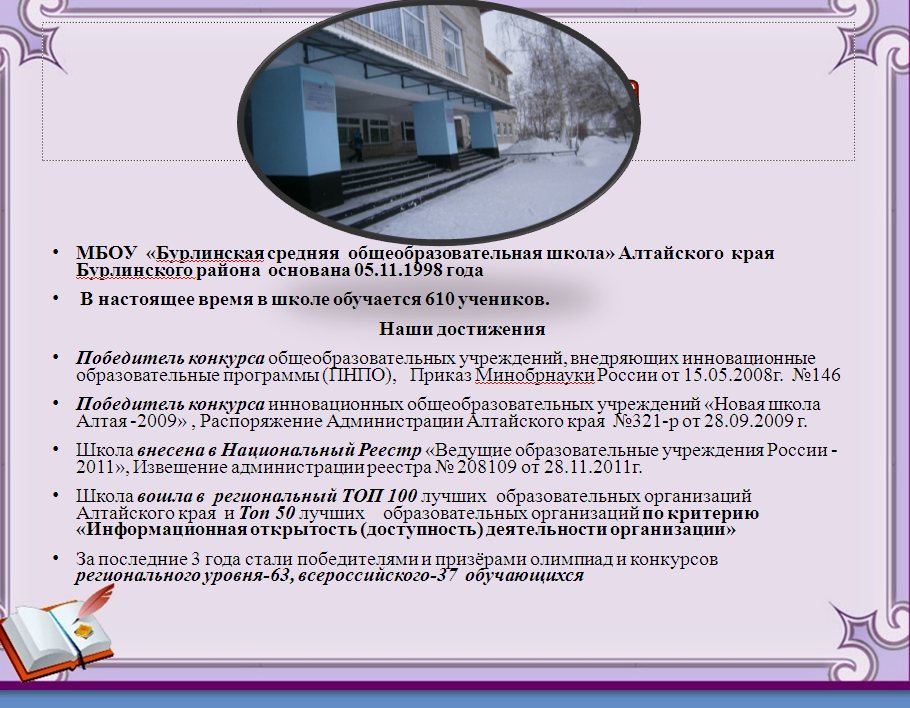 МБОУ «Бурлинская средняя общеобразовательная школа» Алтайского края
Бурлинского района основана 05.11.1998 года
В настоящее время в школе обучается 610 учеников.
Наши достижения
Победитель конкурса общеобразовательных учреждений, внедряющих инновационные
образовательные программы (ПНПО), Приказ Минобрнауки России от 15.05.2008г. №146
Победитель конкурса инновационных общеобразовательных учреждений «Новая школа
Алтая -2009» , Распоряжение Администрации Алтайского края №321-р от 28.09.2009 г.
Школа внесена в Национальный Реестр «Ведущие образовательные учреждения России -
2011», Извещение администрации реестра № 208109 от 28.11.2011г.
Школа вошла в региональный ТОП 100 лучших образовательных организаций
Алтайского края и Топ 50 лучших образовательных организаций по критерию
«Информационная открытость (доступность) деятельности организации»
За последние 3 года стали победителями и призёрами олимпиад и конкурсов
регионального уровня-63, всероссийского-37 обучающихся